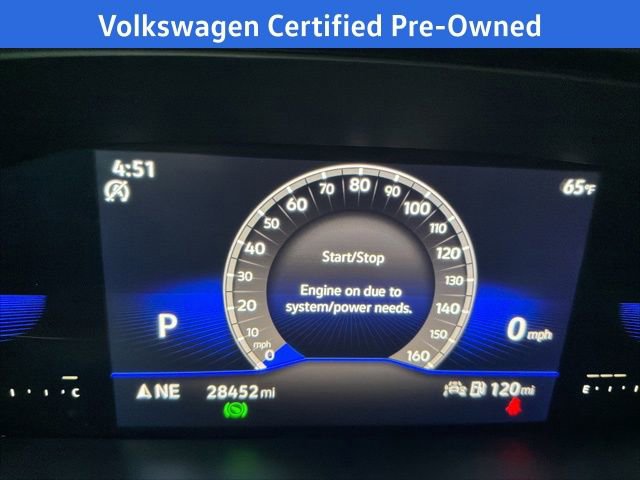 Volkswagen Certified Pre-Owned
4:51
65°F
0 10 20 30 40 50 60 70 80 90 100 110 120 130 140 150 160
mph
Start/Stop
Engine on due to
system/power needs.
P
0 mph
C
NE
28452 mi
120 mi
E